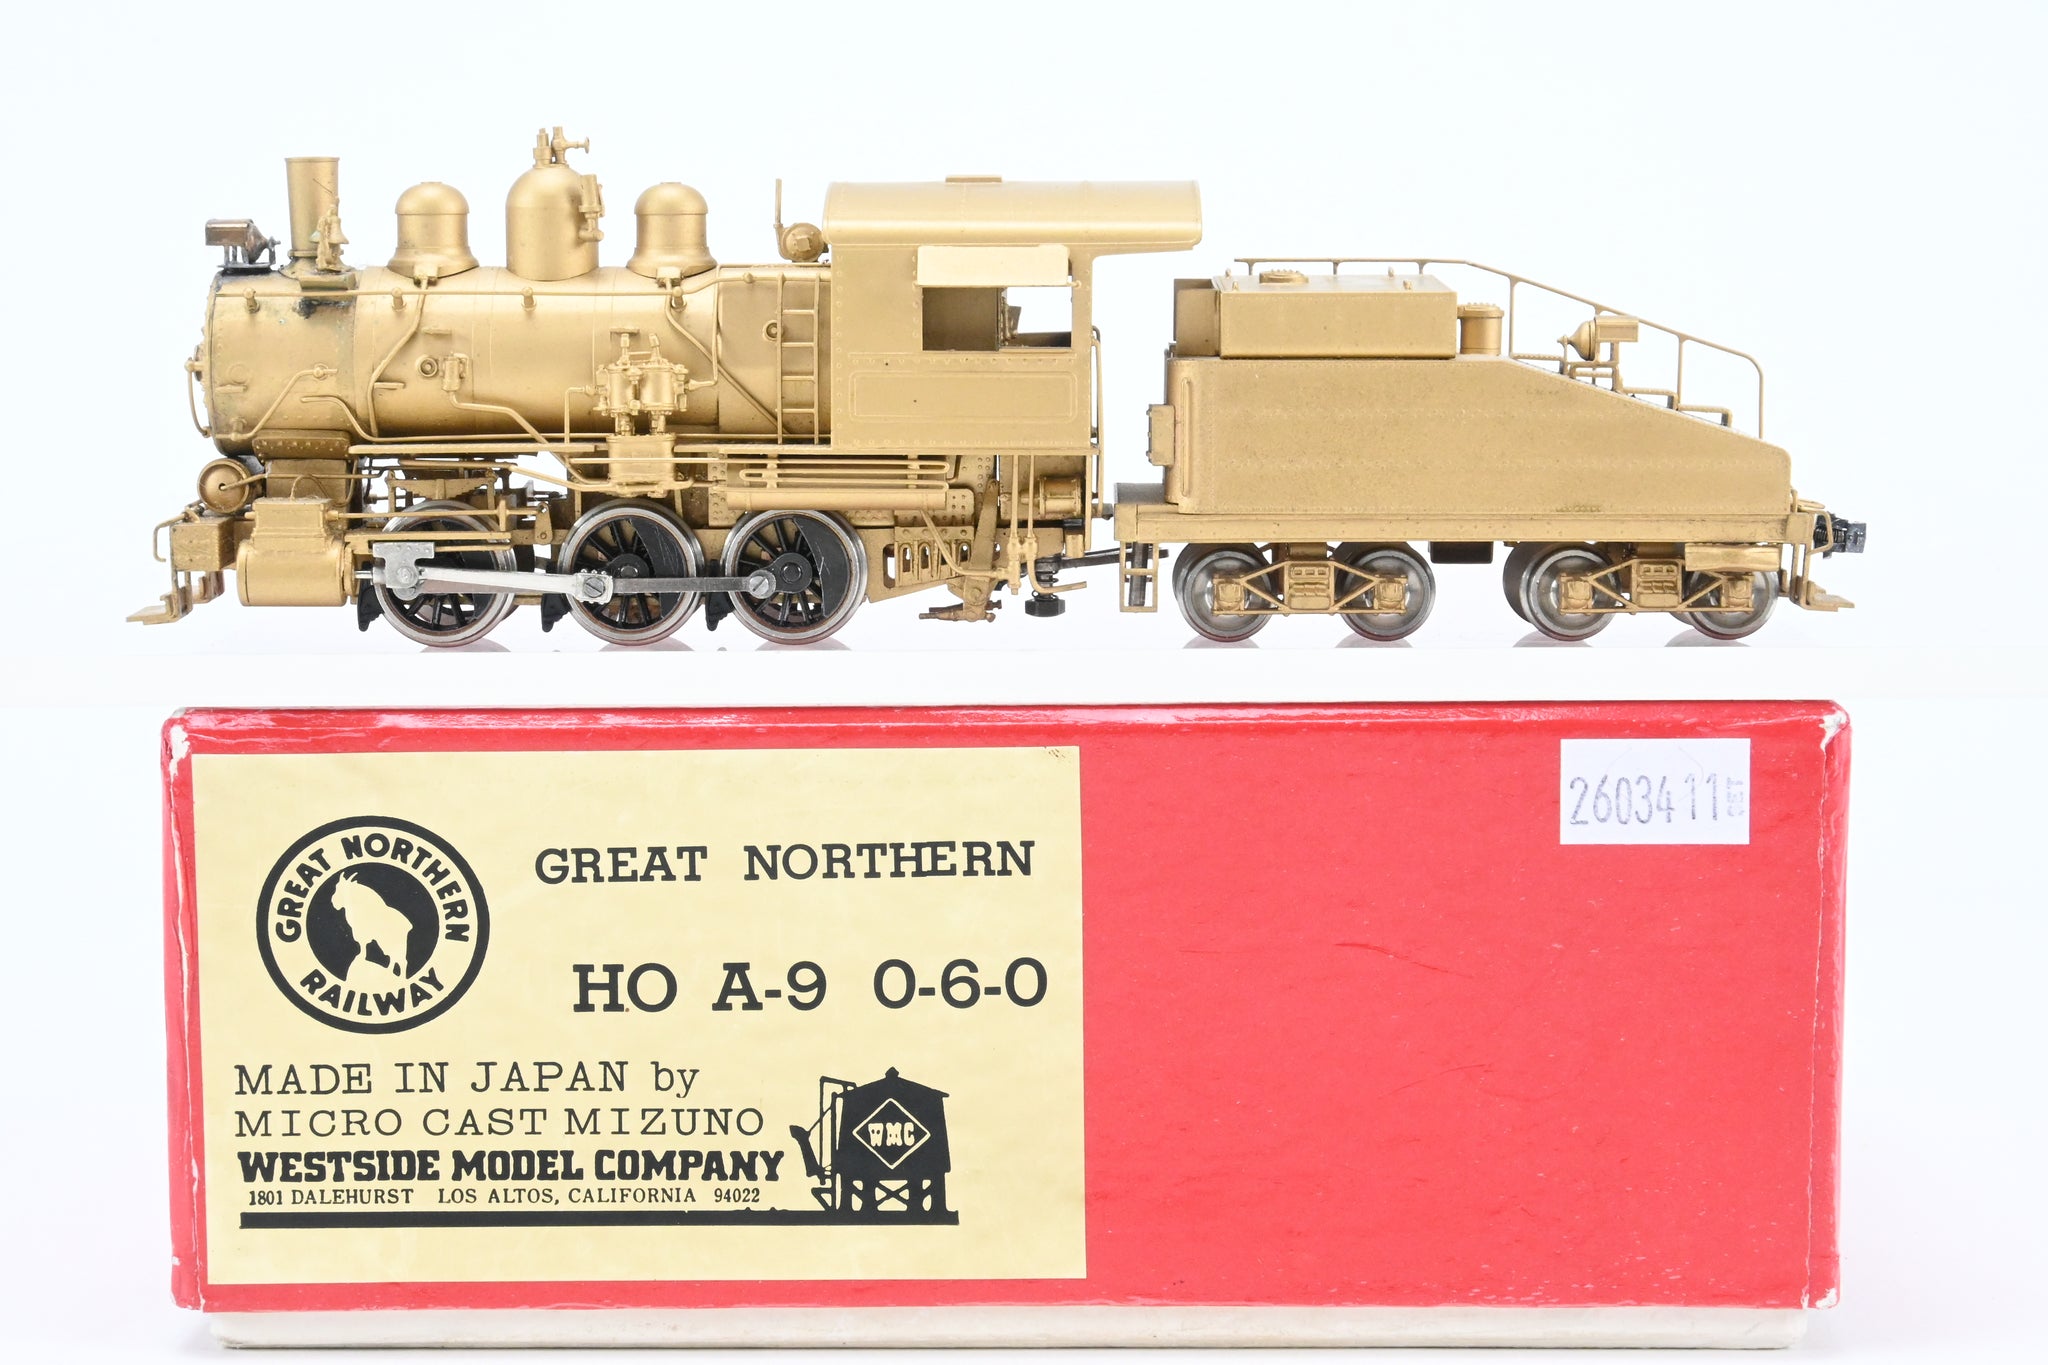 GREAT NORTHERN
RAILWAY
GREAT NORTHERN
HO A-9 0-6-0
MADE IN JAPAN by
MICRO CAST MIZUNO
WESTSIDE MODEL COMPANY
1801 DALEHURST LOS ALTOS, CALIFORNIA 94022
WMC
2603411